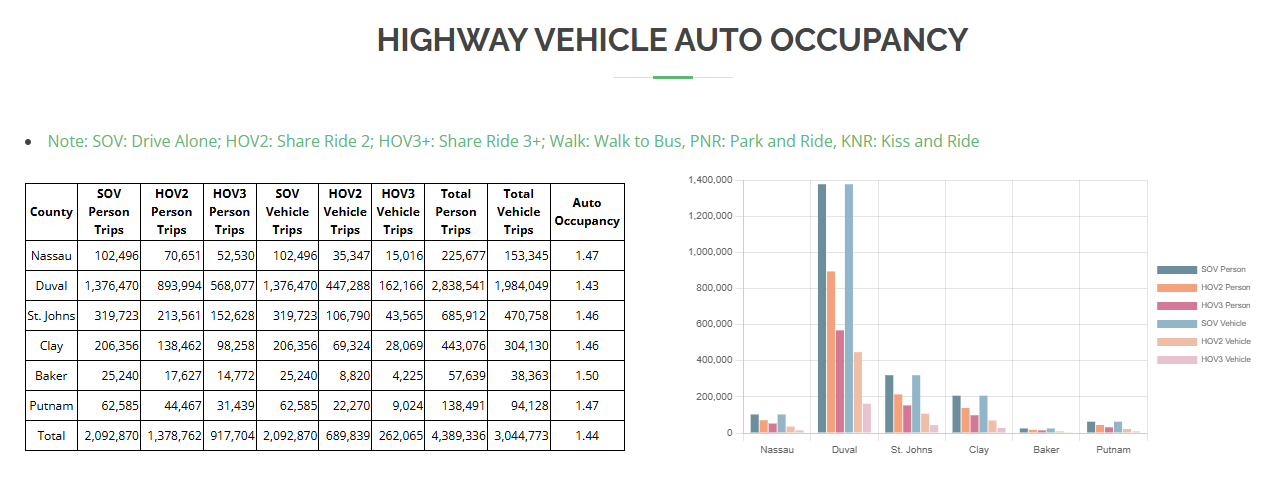 HIGHWAY VEHICLE AUTO OCCUPANCY
Note: SOV: Drive Alone; HOV2: Share Ride 2; HOV3+: Share Ride 3+; Walk: Walk to Bus, PNR: Park and Ride, KNR: Kiss and Ride
County SOV Person Trips HOV2 Person Trips HOV3 Person Trips SOV Vehicle Trips HOV2 Vehicle Trips HOV3 Vehicle Trips Total Person Trips Total Vehicle Trips Auto Occupancy
Nassau 102,496 70,651 52,530 102,496 35,347 15,016 225,677 153,345 1.47
Duval 1,376,470 893,994 568,077 1,376,470 447,288 162,166 2,838,541 1,984,049 1.43
St. Johns 319,723 213,561 152,628 319,723 106,790 43,565 685,912 470,758 1.46
Clay 206,356 138,462 98,258 206,356 69,324 28,069 443,076 304,130 1.46
Baker 25,240 17,627 14,772 25,240 8,820 4,225 57,639 38,363 1.50
Putnam 62,585 44,467 31,439 62,585 22,270 9,024 138,491 94,128 1.47
Total 2,092,870 1,378,762 917,704 2,092,870 689,839 262,065 4,389,336 3,044,773 1.44
1,400,000
1,200,000
1,000,000
800,000
600,000
400,000
200,000
0
Nassau Duval St. Johns Clay Baker Putnam
SOV Person
HOV2 Person
HOV3 Person
SOV Vehicle
HOV2 Vehicle
HOV3 Vehicle